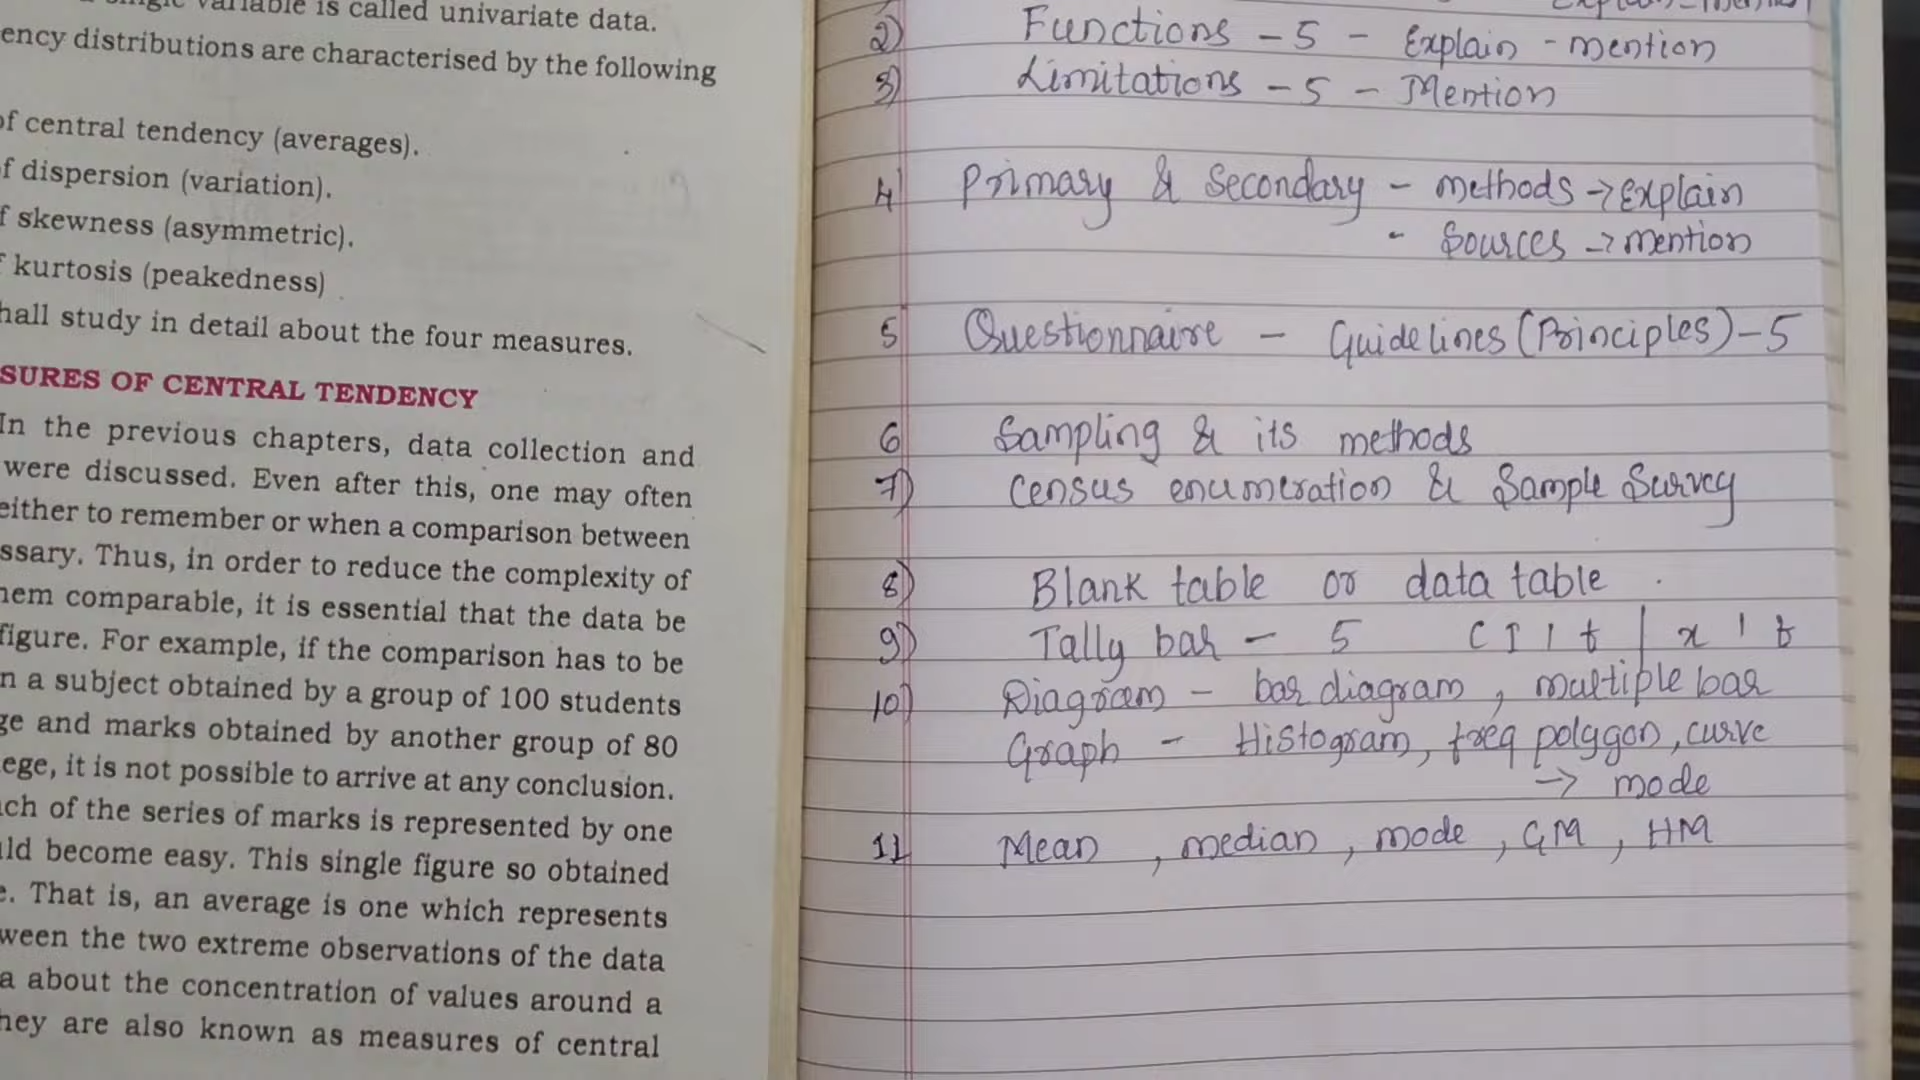 single variable is called univariate data.
ency distributions are characterised by the following
of central tendency (averages).
f dispersion (variation).
f skewness (asymmetric).
f kurtosis (peakedness)
hall study in detail about the four measures.
SURES OF CENTRAL TENDENCY
In the previous chapters, data collection and
were discussed. Even after this, one may often
either to remember or when a comparison between
ssary. Thus, in order to reduce the complexity of
hem comparable, it is essential that the data be
figure. For example, if the comparison has to be
n a subject obtained by a group of 100 students
ge and marks obtained by another group of 80
ege, it is not possible to arrive at any conclusion.
ach of the series of marks is represented by one
uld become easy. This single figure so obtained
e. That is, an average is one which represents
ween the two extreme observations of the data
a about the concentration of values around a
hey are also known as measures of central
2) Functions - 5 - Explain - mention
3) Limitations - 5 - Mention
4) Primary & Secondary - methods → Explain
- Sources → mention
5 Questionnaire - Guidelines (Principles) - 5
6 Sampling & its methods
7) Census enumeration & Sample Survey
8) Blank table or data table .
9) Tally bar - 5 C I | f | x | f
10) Diagram - bar diagram, multiple bar
Graph - Histogram, freq polygon, curve
→ mode
11 Mean, median, mode, GM, HM